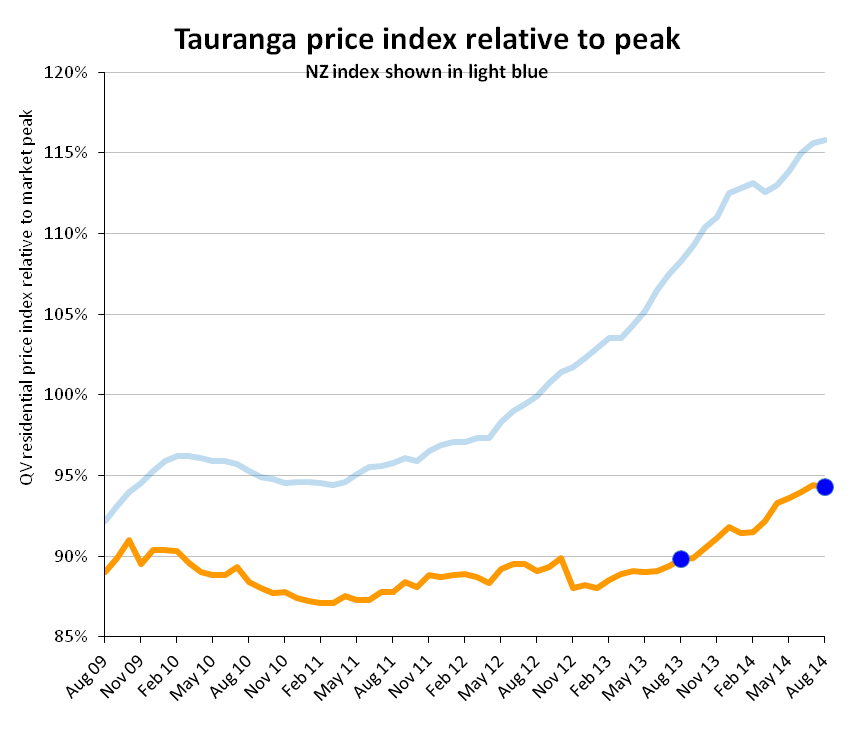 Tauranga price index relative to peak
NZ index shown in light blue
QV residential price index relative to market peak
120%
115%
110%
105%
100%
95%
90%
85%
Aug 09
Nov 09
Feb 10
May 10
Aug 10
Nov 10
Feb 11
May 11
Aug 11
Nov 11
Feb 12
May 12
Aug 12
Nov 12
Feb 13
May 13
Aug 13
Nov 13
Feb 14
May 14
Aug 14